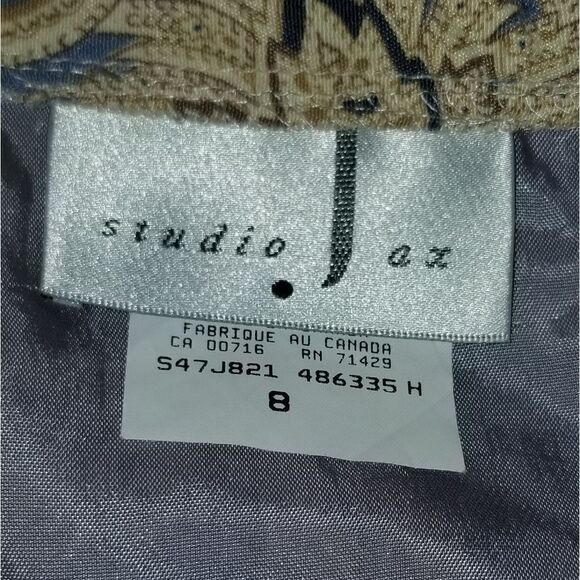 studio. Jax
FABRIQUE AU CANADA
CA 00716 RN 71429
S47J821 486335 H
8